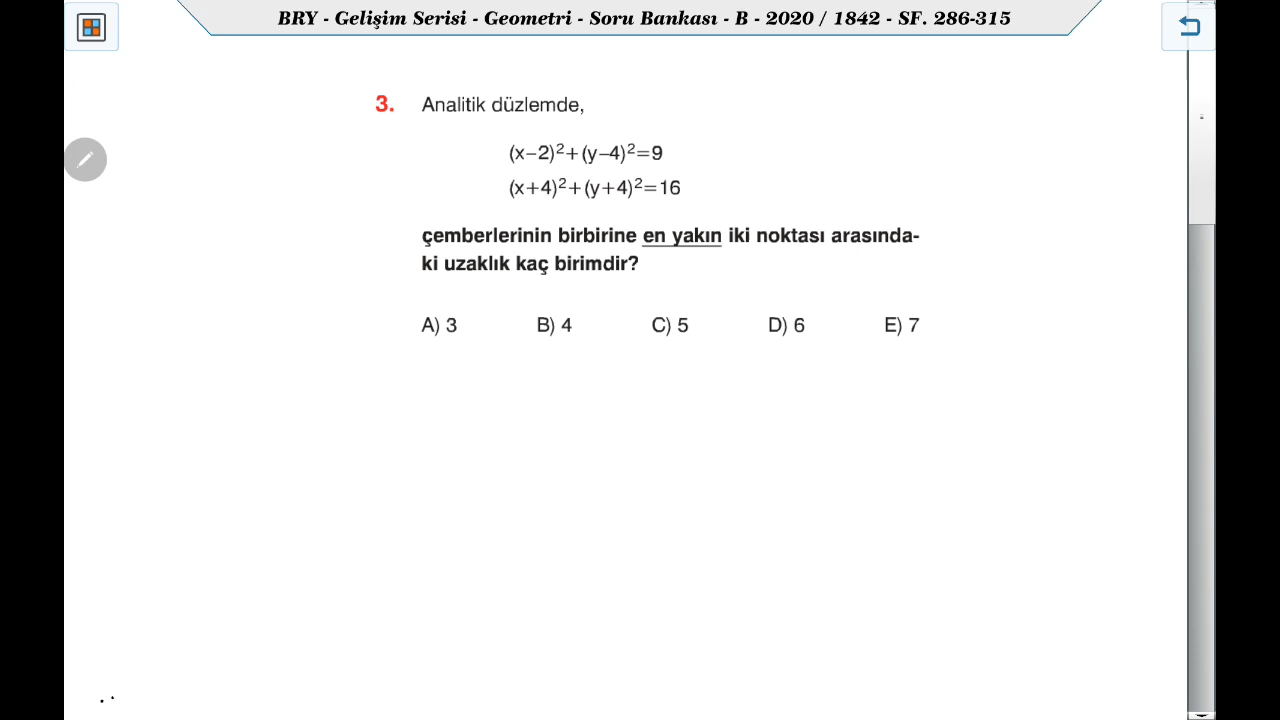 BRY - Gelişim Serisi - Geometri - Soru Bankası - B - 2020 / 1842 - SF. 286-315
3. Analitik düzlemde,
(x–2)²+(y–4)²=9
(x+4)²+(y+4)²=16
çemberlerinin birbirine en yakın iki noktası arasında-
ki uzaklık kaç birimdir?
A) 3 B) 4 C) 5 D) 6 E) 7